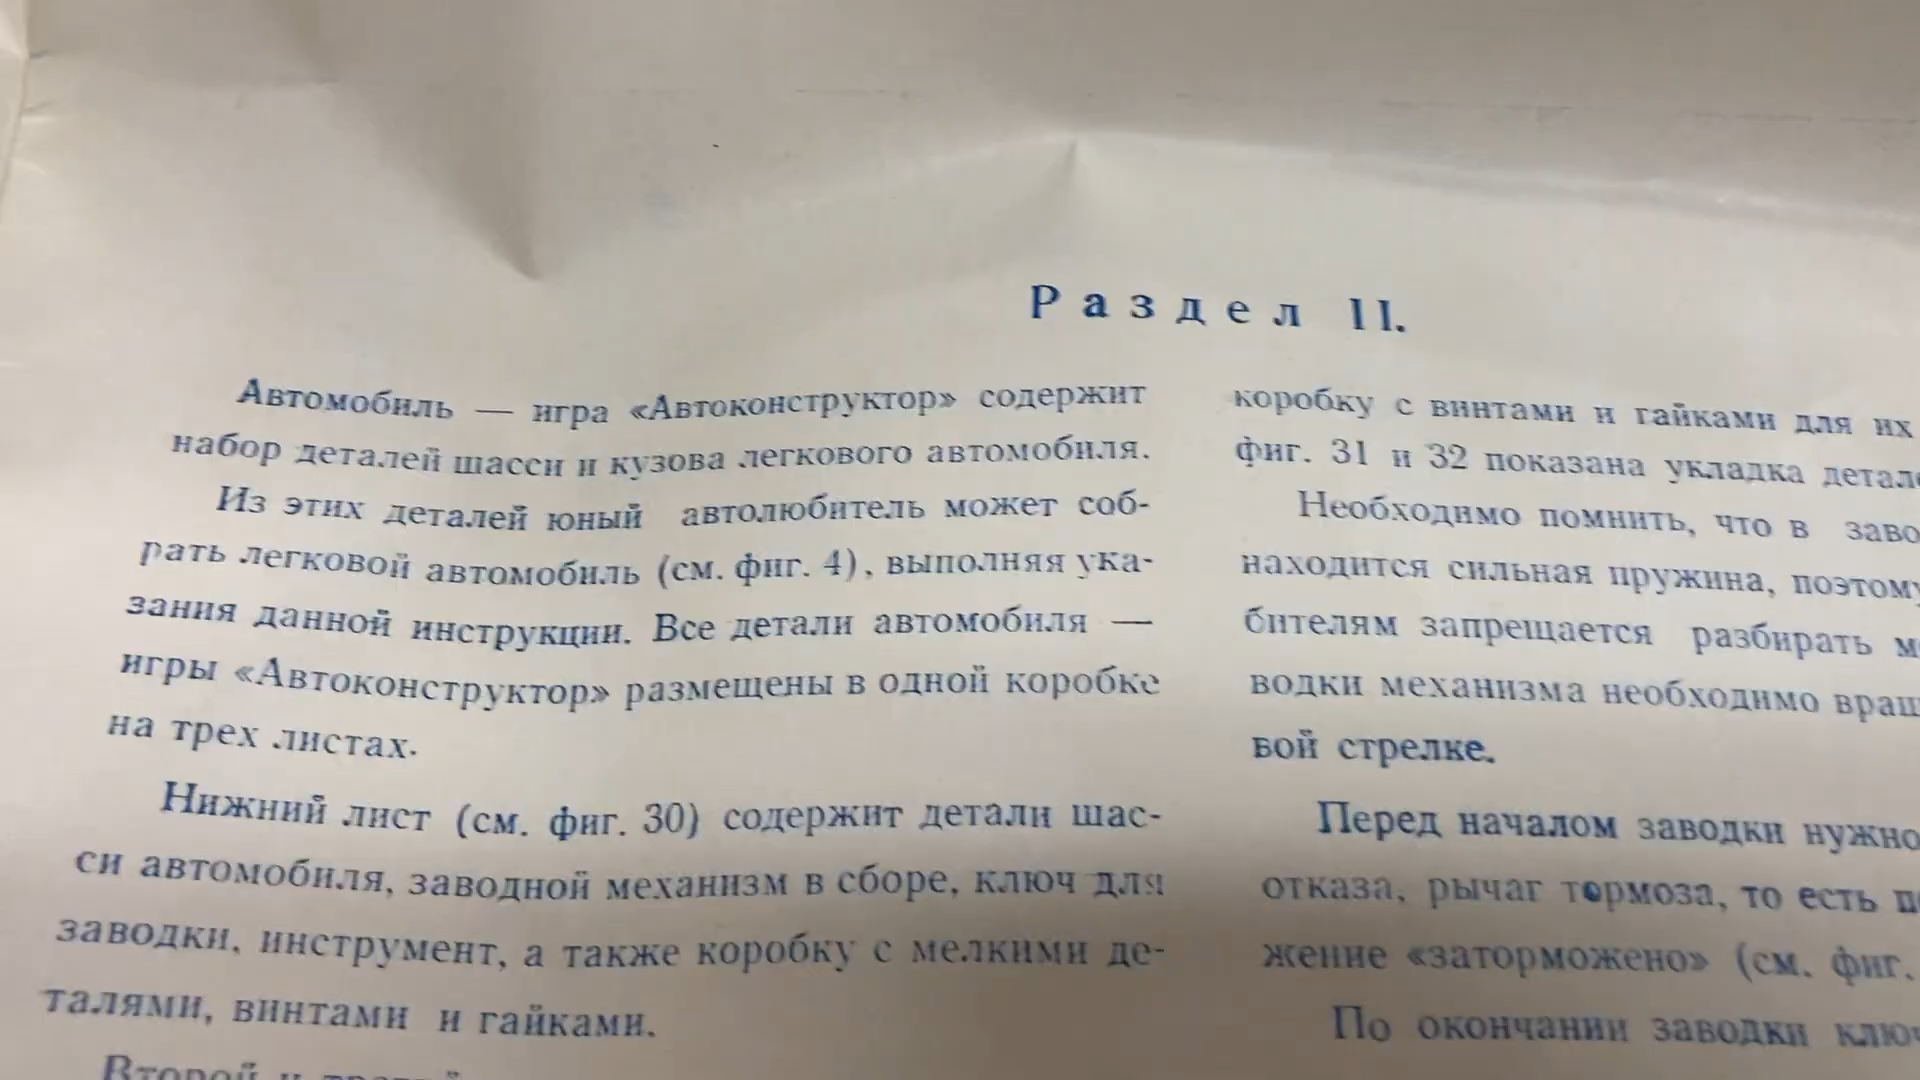 Раздел II.
Автомобиль — игра «Автоконструктор» содержит
набор деталей шасси и кузова легкового автомобиля.
Из этих деталей юный автолюбитель может соб-
рать легковой автомобиль (см. фиг. 4), выполняя ука-
зания данной инструкции. Все детали автомобиля —
игры «Автоконструктор» размещены в одной коробке
на трех листах.
Нижний лист (см. фиг. 30) содержит детали шас-
си автомобиля, заводной механизм в сборе, ключ для
заводки, инструмент, а также коробку с мелкими де-
талями, винтами и гайками.
Второй и
коробку с винтами и гайками для их
фиг. 31 и 32 показана укладка
Необходимо помнить, что в
находится сильная пружина,
бителям запрещается разбирать
водки механизма необходимо
вой стрелке.
Перед началом заводки
отказа, рычаг тормоза, то есть
жение «заторможено» (см. фиг.
По окончании заводки